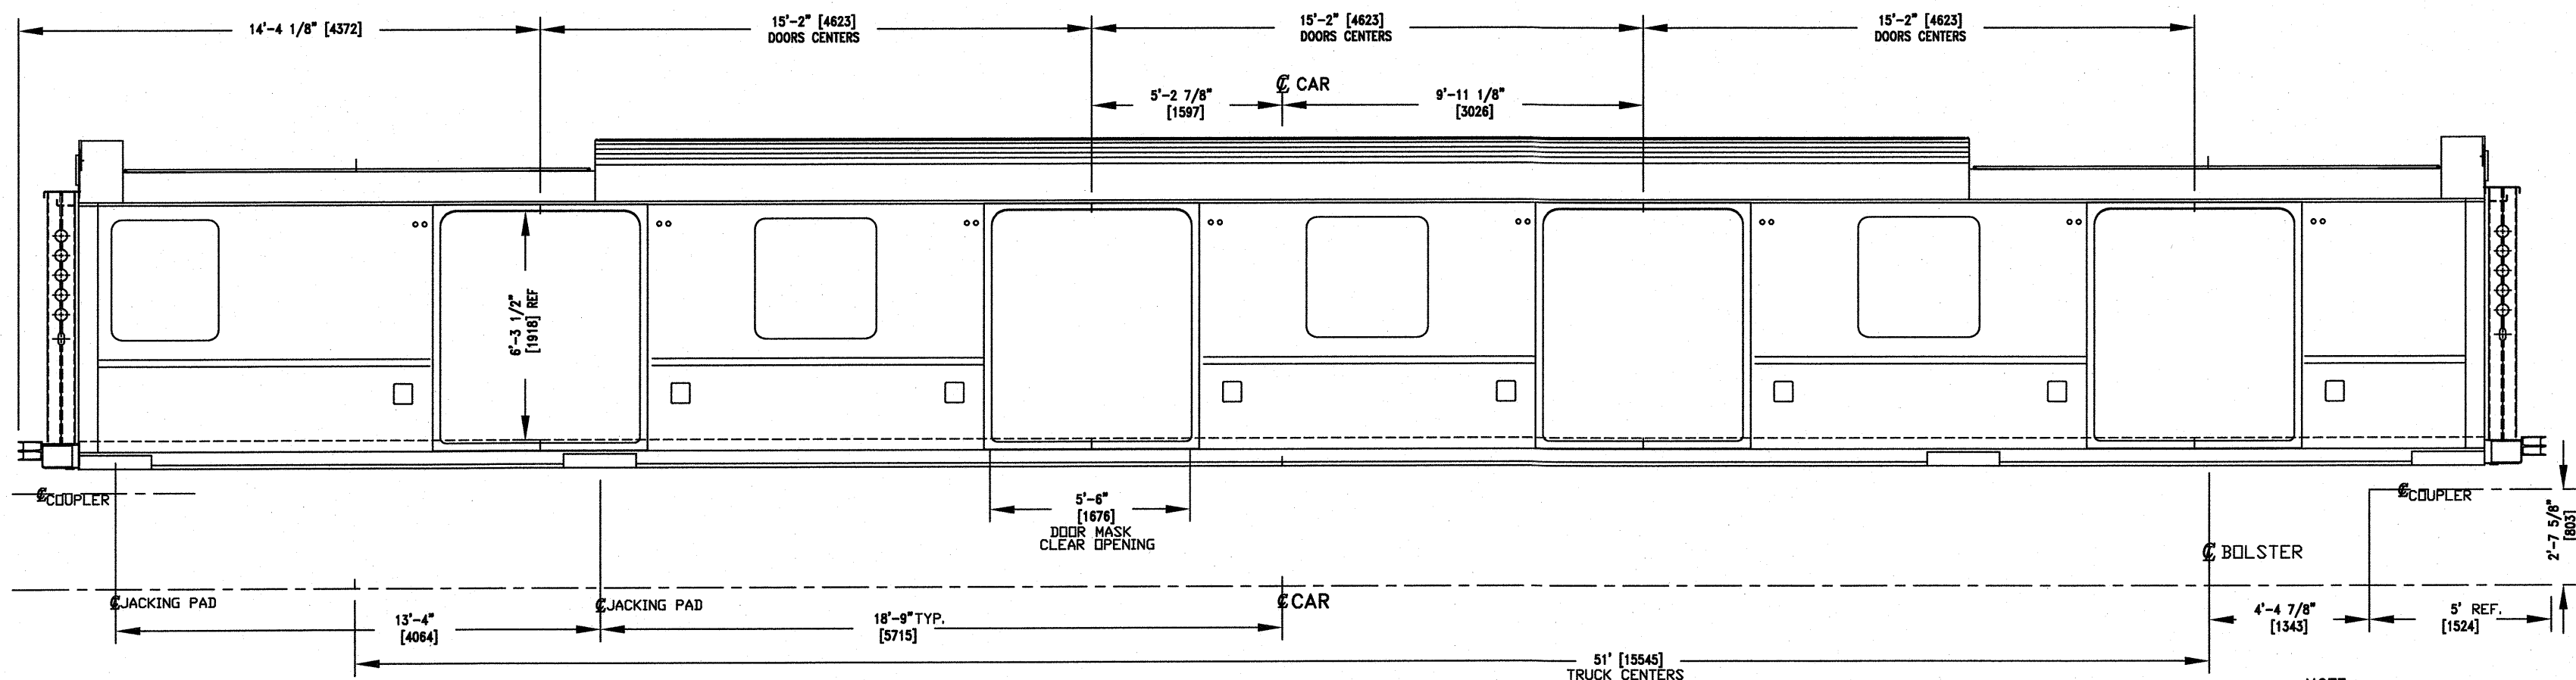 14'-4 1/8" [4372]
15'-2" [4623]
DOORS CENTERS
15'-2" [4623]
DOORS CENTERS
15'-2" [4623]
DOORS CENTERS
℄ CAR
5'-2 7/8"
[1597]
9'-11 1/8"
[3026]
6'-3 1/2"
[1918] REF
℄ COUPLER
5'-6"
[1676]
DOOR MASK
CLEAR OPENING
℄ COUPLER
2'-7 5/8"
[803]
℄ BOLSTER
℄ JACKING PAD
℄ JACKING PAD
℄ CAR
13'-4"
[4064]
18'-9" TYP.
[5715]
4'-4 7/8"
[1343]
5' REF.
[1524]
51' [15545]
TRUCK CENTERS